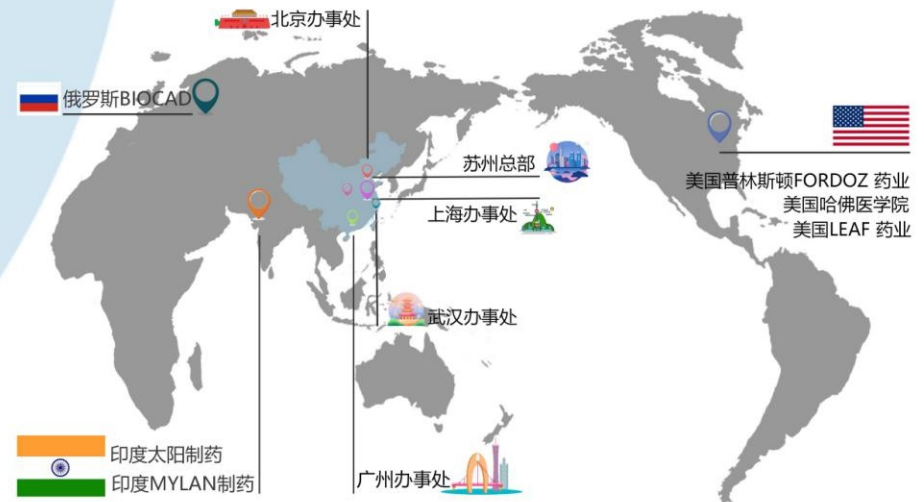 北京办事处
俄罗斯BIOCAD
苏州总部
美国普林斯顿FORDOZ 药业
美国哈佛医学院
美国LEAF 药业
上海办事处
武汉办事处
印度太阳制药
印度MYLAN制药
广州办事处